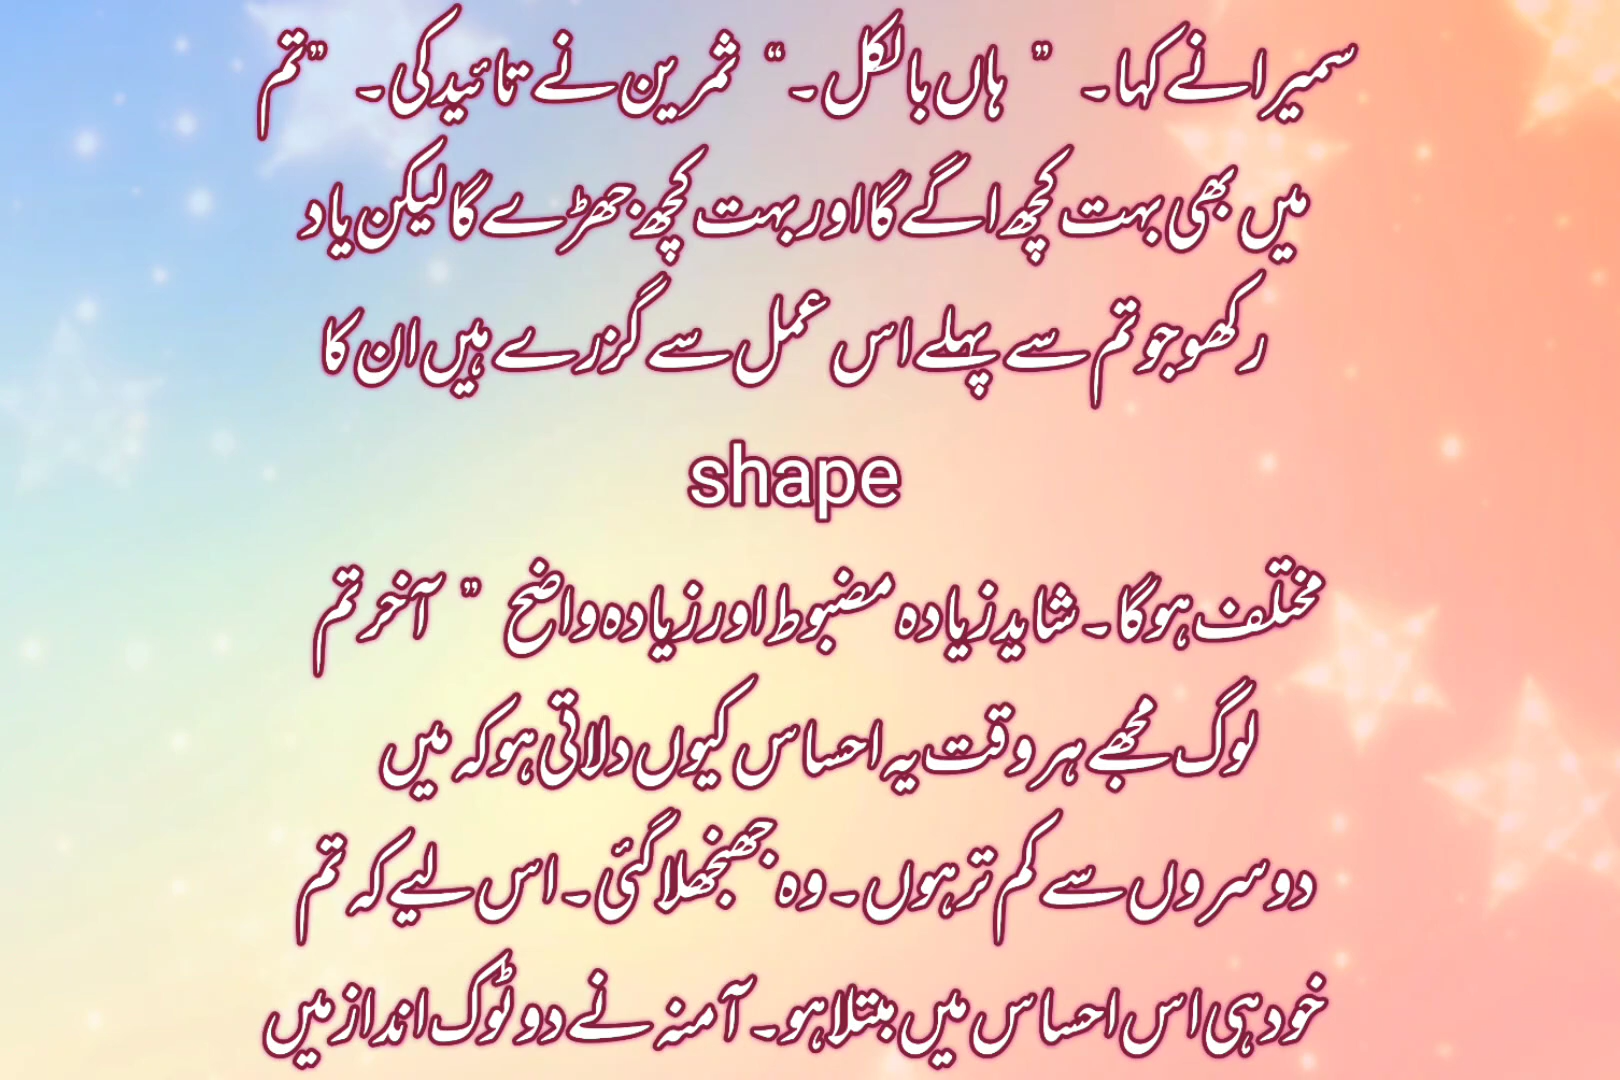 سمیرا نے کہا۔ ” ہاں بالکل۔“ ثمرین نے تائید کی۔ ”تم
میں بھی بہت کچھ اگے گا اور بہت کچھ جھڑے گا لیکن یاد
رکھو جو تم سے پہلے اس عمل سے گزرے ہیں ان کا
shape
مختلف ہوگا۔ شاید زیادہ مضبوط اور زیادہ واضح ” آخر تم
لوگ مجھے ہر وقت یہ احساس کیوں دلاتی ہو کہ میں
دوسروں سے کم تر ہوں۔ وہ جھنجھلا گئی۔ اس لیے کہ تم
خود ہی اس احساس میں مبتلا ہو۔ آمنہ نے دو ٹوک انداز میں